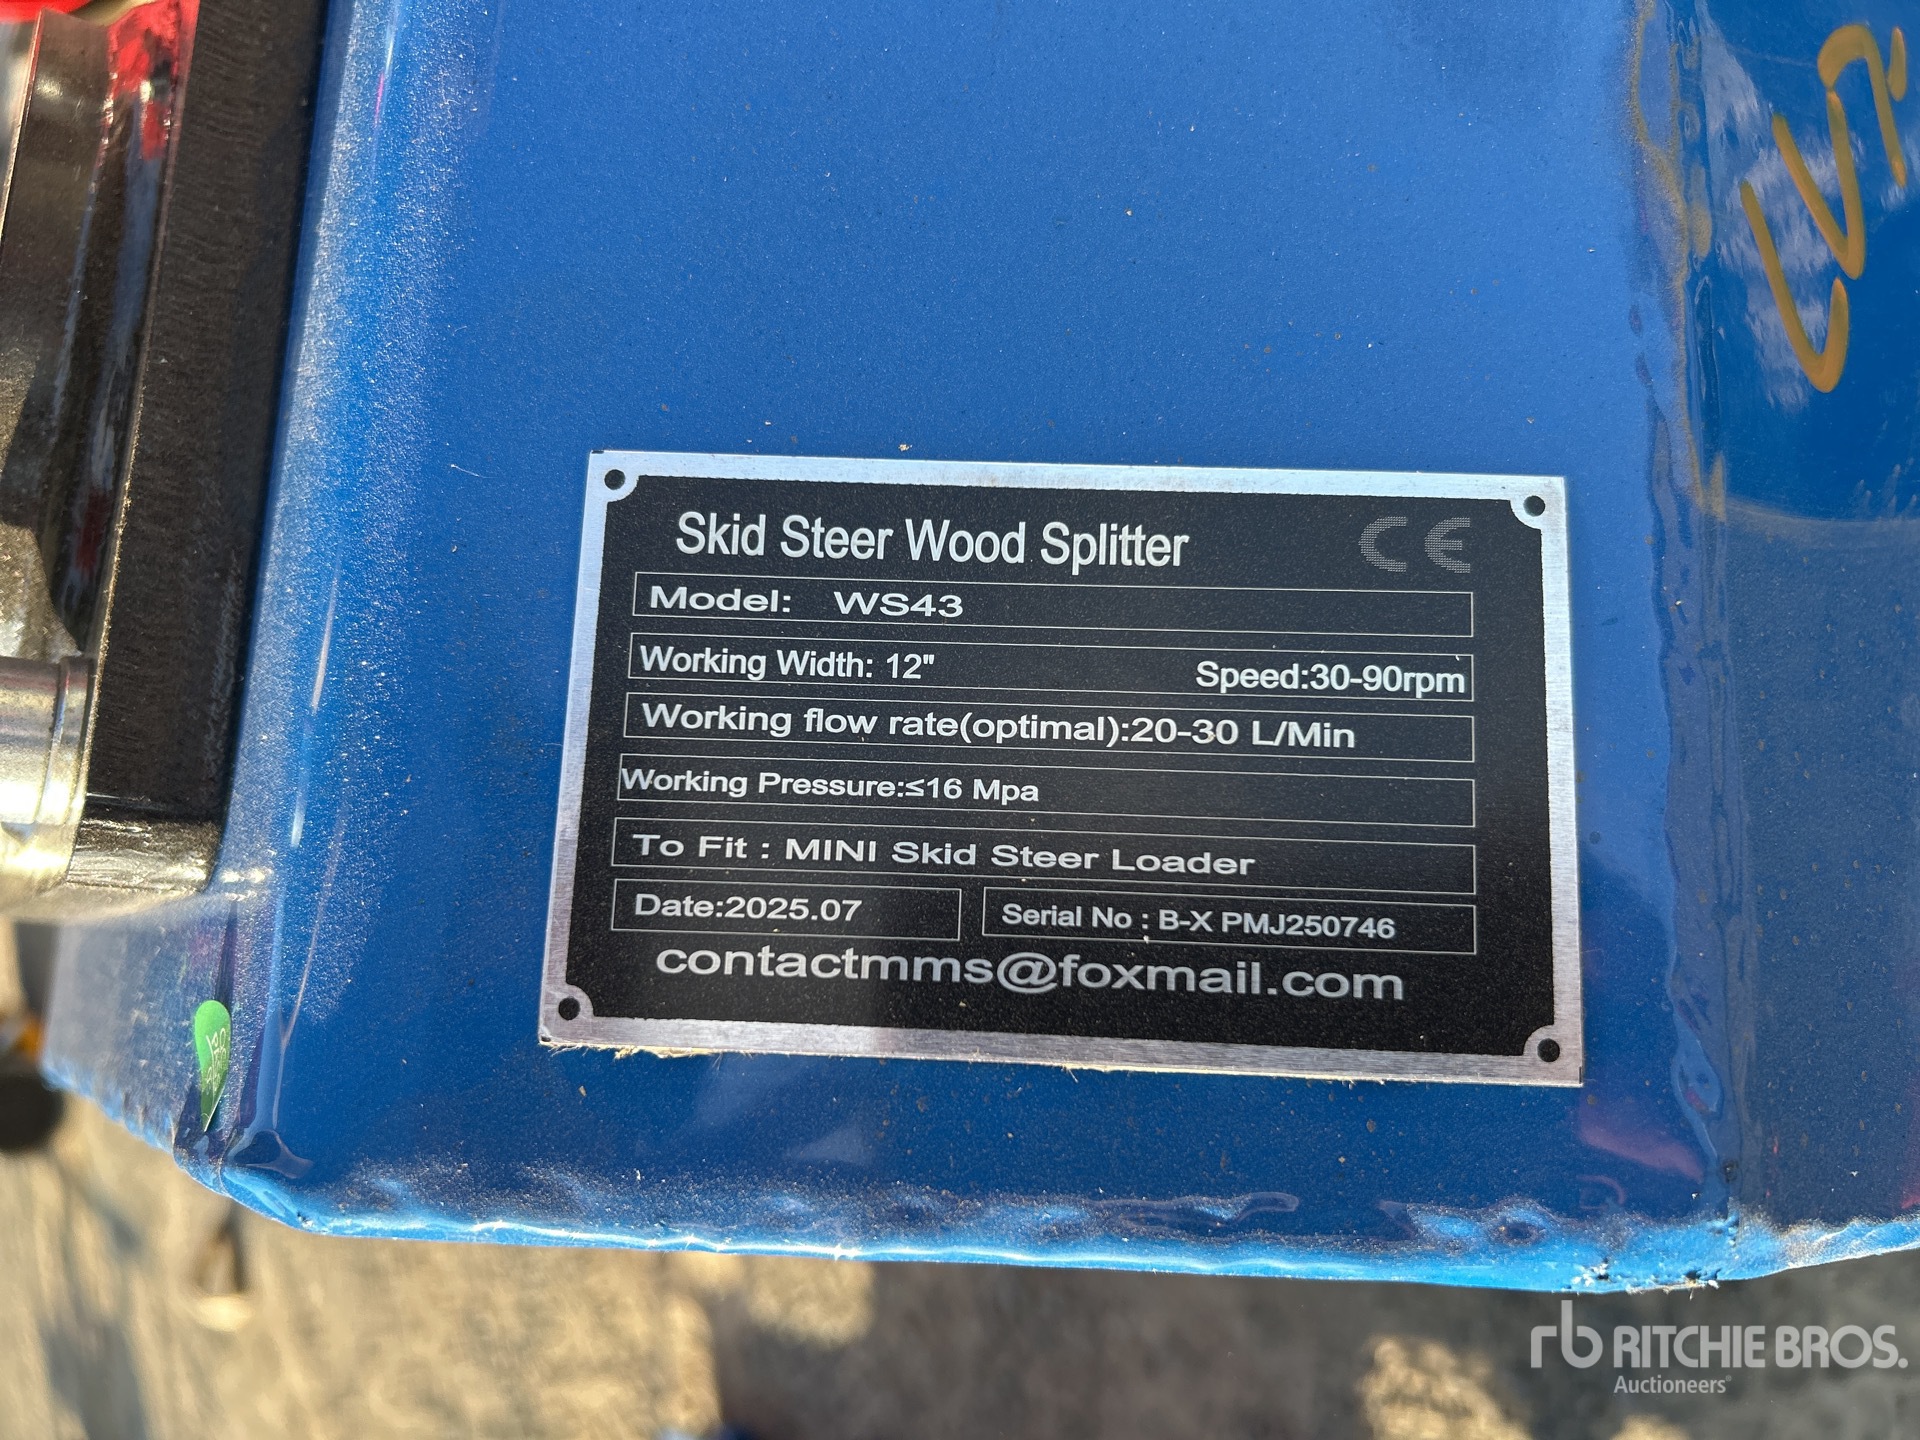 Skid Steer Wood Splitter CE
Model: WS43
Working Width: 12" Speed:30-90rpm
Working flow rate(optimal):20-30 L/Min
Working Pressure:≤16 Mpa
To Fit : MINI Skid Steer Loader
Date:2025.07 Serial No : B-X PMJ250746
contactmms@foxmail.com
rb RITCHIE BROS.
Auctioneers